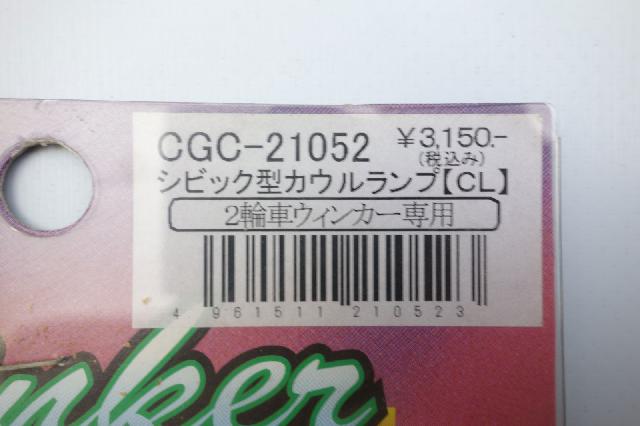 CGC-21052 ¥3,150.-
(税込み)
シビック型カウルランプ【CL】
2輪車ウィンカー専用
4 961511 210523